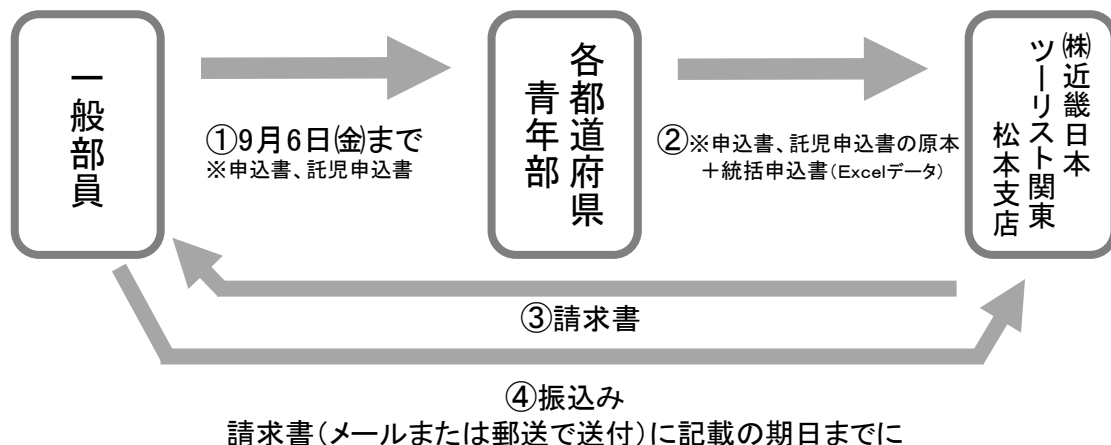 一般部員
①9月6日㈮まで
※申込書、託児申込書
各都道府県
青年部
②※申込書、託児申込書の原本
+統括申込書(Excelデータ)
㈱近畿日本
ツーリスト関東
松本支店
③請求書
④振込み
請求書(メールまたは郵送で送付)に記載の期日までに